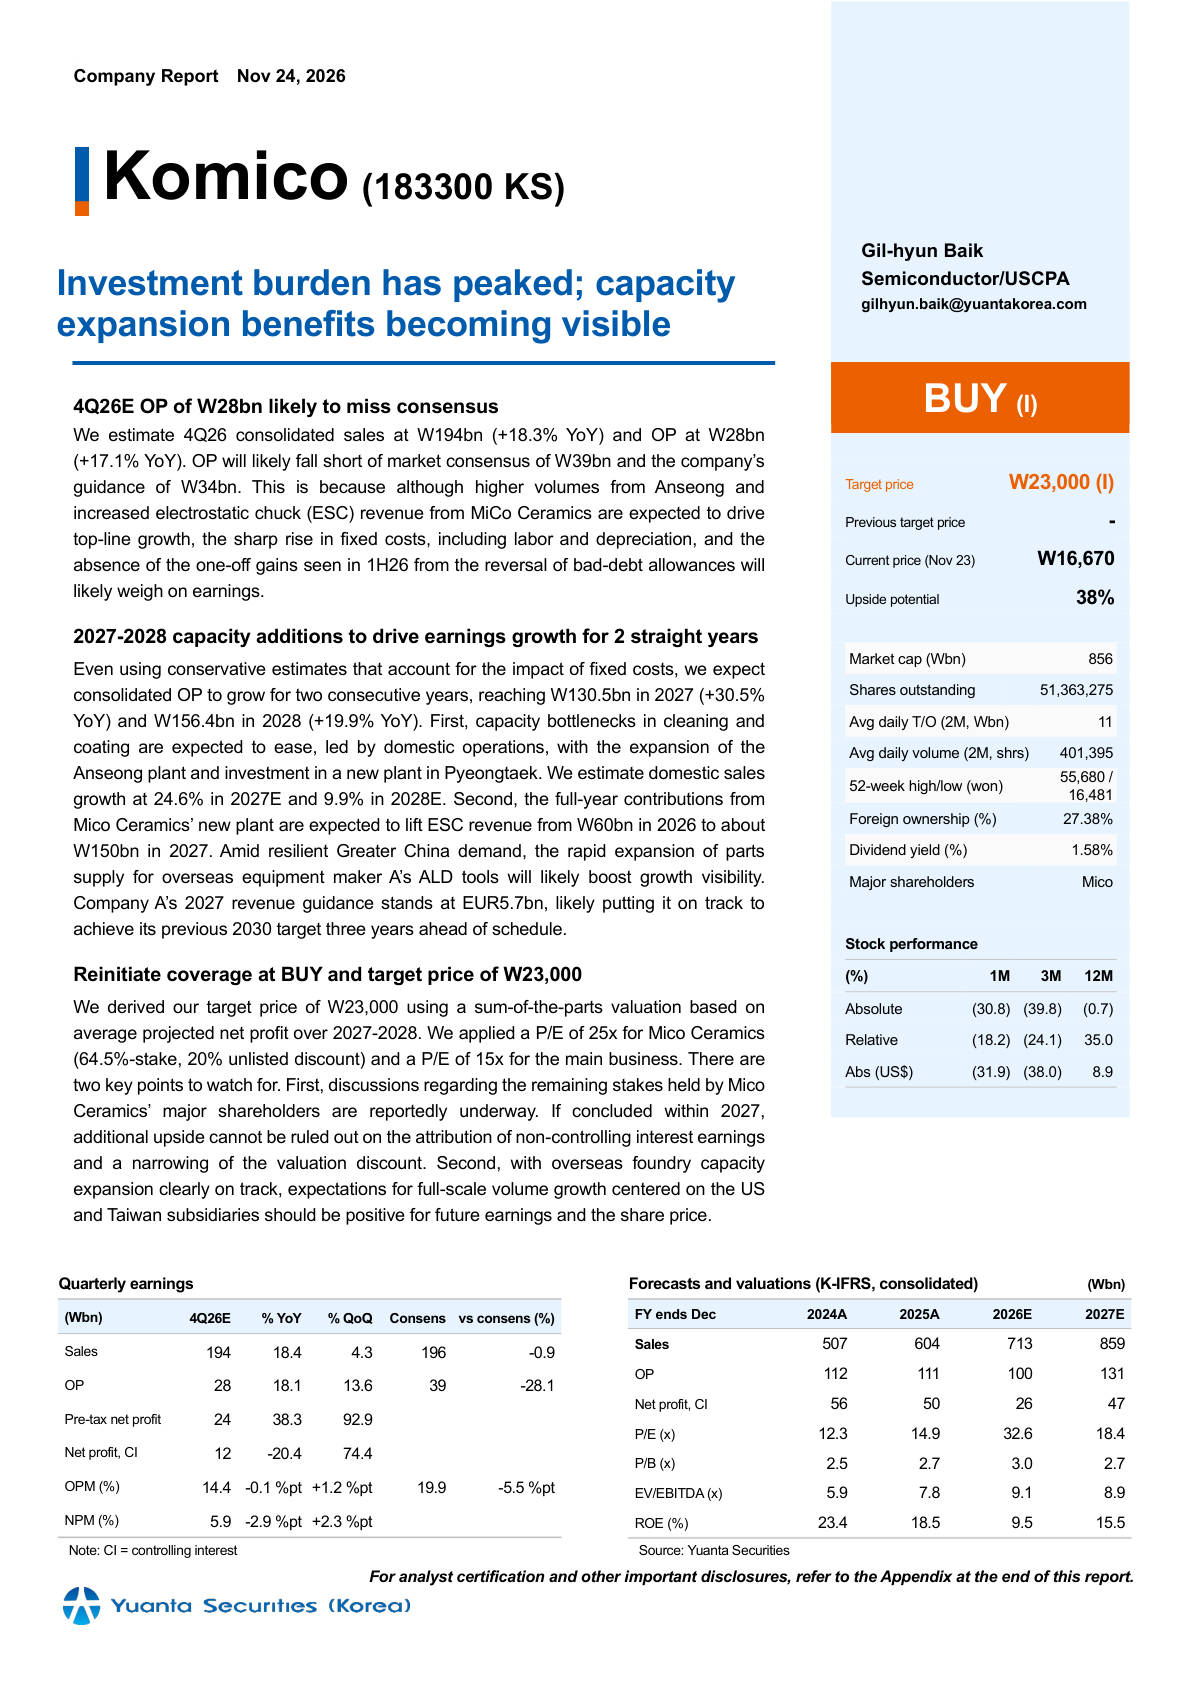 Company Report Nov 24, 2026
Komico (183300 KS)
Investment burden has peaked; capacity
expansion benefits becoming visible
4Q26E OP of W28bn likely to miss consensus
We estimate 4Q26 consolidated sales at W194bn (+18.3% YoY) and OP at W28bn
(+17.1% YoY). OP will likely fall short of market consensus of W39bn and the company’s
guidance of W34bn. This is because although higher volumes from Anseong and
increased electrostatic chuck (ESC) revenue from MiCo Ceramics are expected to drive
top-line growth, the sharp rise in fixed costs, including labor and depreciation, and the
absence of the one-off gains seen in 1H26 from the reversal of bad-debt allowances will
likely weigh on earnings.
2027-2028 capacity additions to drive earnings growth for 2 straight years
Even using conservative estimates that account for the impact of fixed costs, we expect
consolidated OP to grow for two consecutive years, reaching W130.5bn in 2027 (+30.5%
YoY) and W156.4bn in 2028 (+19.9% YoY). First, capacity bottlenecks in cleaning and
coating are expected to ease, led by domestic operations, with the expansion of the
Anseong plant and investment in a new plant in Pyeongtaek. We estimate domestic sales
growth at 24.6% in 2027E and 9.9% in 2028E. Second, the full-year contributions from
Mico Ceramics’ new plant are expected to lift ESC revenue from W60bn in 2026 to about
W150bn in 2027. Amid resilient Greater China demand, the rapid expansion of parts
supply for overseas equipment maker A’s ALD tools will likely boost growth visibility.
Company A’s 2027 revenue guidance stands at EUR5.7bn, likely putting it on track to
achieve its previous 2030 target three years ahead of schedule.
Reinitiate coverage at BUY and target price of W23,000
We derived our target price of W23,000 using a sum-of-the-parts valuation based on
average projected net profit over 2027-2028. We applied a P/E of 25x for Mico Ceramics
(64.5%-stake, 20% unlisted discount) and a P/E of 15x for the main business. There are
two key points to watch for. First, discussions regarding the remaining stakes held by Mico
Ceramics’ major shareholders are reportedly underway. If concluded within 2027,
additional upside cannot be ruled out on the attribution of non-controlling interest earnings
and a narrowing of the valuation discount. Second, with overseas foundry capacity
expansion clearly on track, expectations for full-scale volume growth centered on the US
and Taiwan subsidiaries should be positive for future earnings and the share price.
Gil-hyun Baik
Semiconductor/USCPA
gilhyun.baik@yuantakorea.com
BUY (I)
Target price W23,000 (I)
Previous target price -
Current price (Nov 23) W16,670
Upside potential 38%
Market cap (Wbn) 856
Shares outstanding 51,363,275
Avg daily T/O (2M, Wbn) 11
Avg daily volume (2M, shrs) 401,395
52-week high/low (won) 55,680 /
16,481
Foreign ownership (%) 27.38%
Dividend yield (%) 1.58%
Major shareholders Mico
Stock performance
(%) 1M 3M 12M
Absolute (30.8) (39.8) (0.7)
Relative (18.2) (24.1) 35.0
Abs (US$) (31.9) (38.0) 8.9
Quarterly earnings
(Wbn) 4Q26E % YoY % QoQ Consens vs consens (%)
Sales 194 18.4 4.3 196 -0.9
OP 28 18.1 13.6 39 -28.1
Pre-tax net profit 24 38.3 92.9
Net profit, CI 12 -20.4 74.4
OPM (%) 14.4 -0.1 %pt +1.2 %pt 19.9 -5.5 %pt
NPM (%) 5.9 -2.9 %pt +2.3 %pt
Note: CI = controlling interest
Forecasts and valuations (K-IFRS, consolidated) (Wbn)
FY ends Dec 2024A 2025A 2026E 2027E
Sales 507 604 713 859
OP 112 111 100 131
Net profit, CI 56 50 26 47
P/E (x) 12.3 14.9 32.6 18.4
P/B (x) 2.5 2.7 3.0 2.7
EV/EBITDA (x) 5.9 7.8 9.1 8.9
ROE (%) 23.4 18.5 9.5 15.5
Source: Yuanta Securities
For analyst certification and other important disclosures, refer to the Appendix at the end of this report.
Yuanta Securities (Korea)